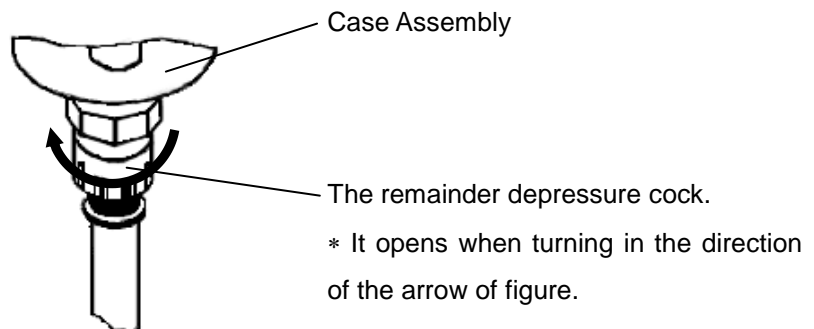 Case Assembly
The remainder depressure cock.
* It opens when turning in the direction
of the arrow of figure.